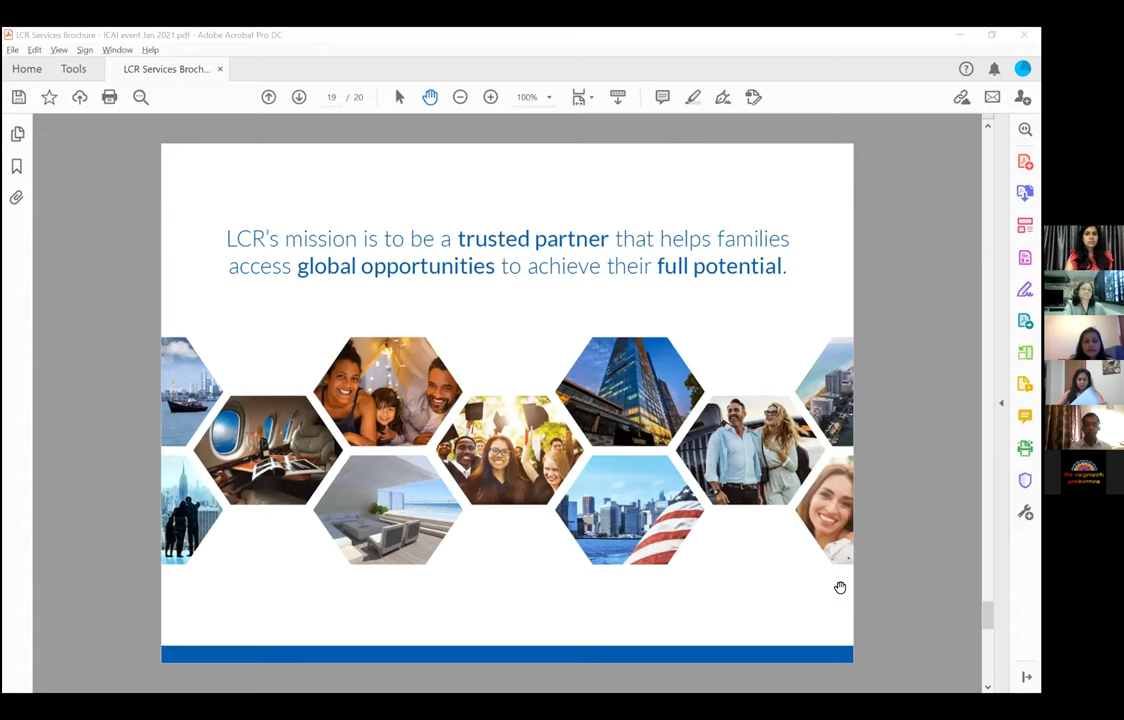 LCR Services Brochure - ICAI event Jan 2021.pdf - Adobe Acrobat Pro DC
File Edit View Sign Window Help
Home Tools LCR Services Broch... ×
19 / 20 100%
LCR's mission is to be a trusted partner that helps families
access global opportunities to achieve their full potential.